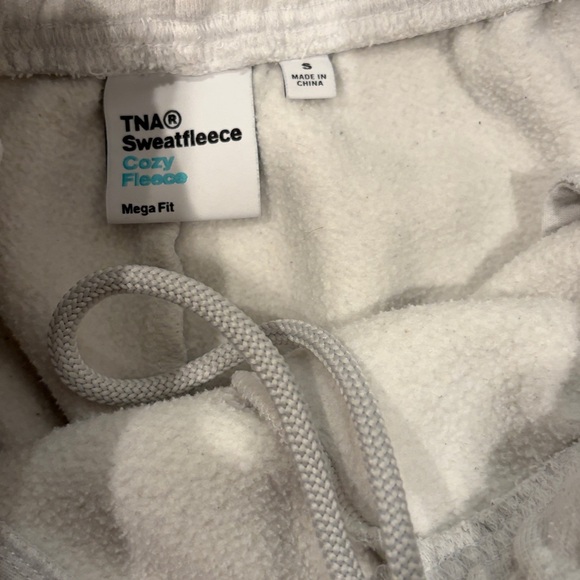 TNA®
Sweatfleece
Cozy
Fleece
Mega Fit
S
MADE IN
CHINA